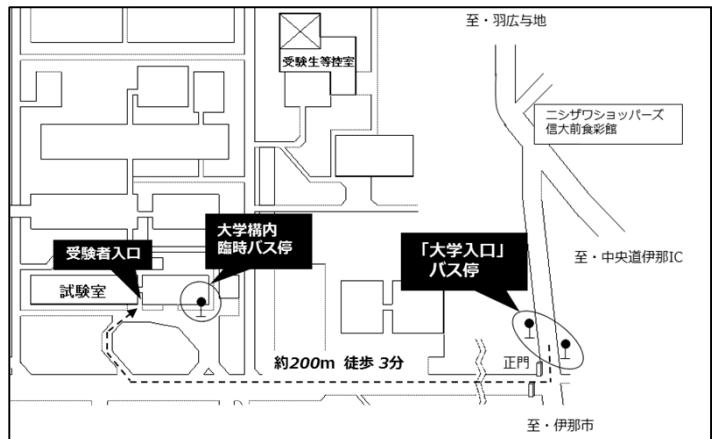 至・羽広与地
受験生等控室
ニシザワショッパーズ
信大前食彩館
大学構内
臨時バス停
受験者入口
「大学入口」
バス停
至・中央道伊那IC
試験室
約200m 徒歩 3分
正門
至・伊那市